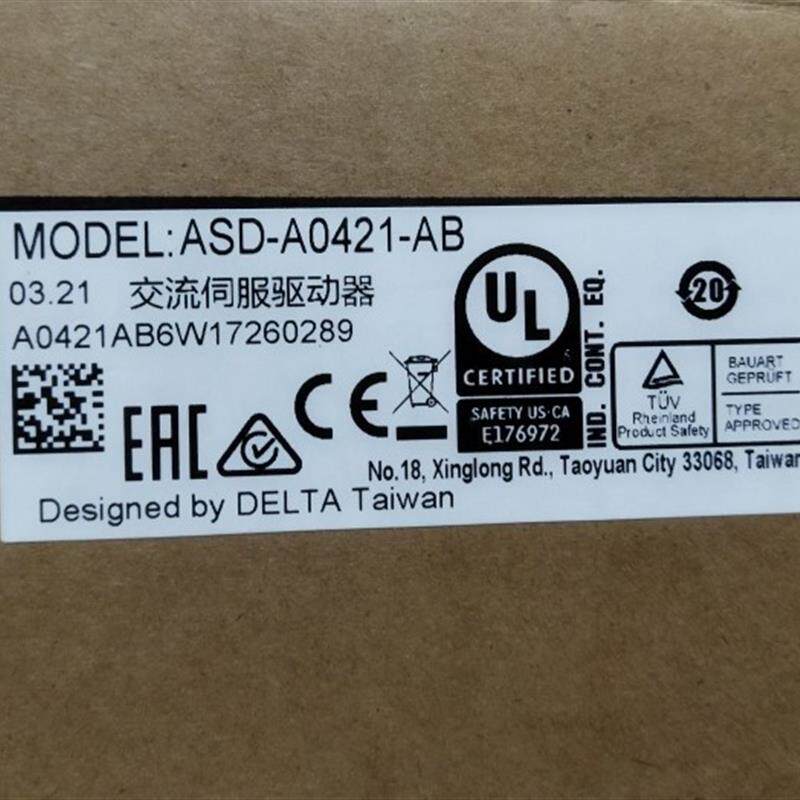 MODEL: ASD-A0421-AB
03.21 交流伺服驱动器
A0421AB6W17260289
EAC
CE
UL
CERTIFIED
SAFETY US·CA
E176972
IND. CONT. EQ.
20
TÜV
Rheinland
Product Safety
BAUART
GEPRÜFT
TYPE
APPROVED
No.18, Xinglong Rd., Taoyuan City 33068, Taiwan
Designed by DELTA Taiwan